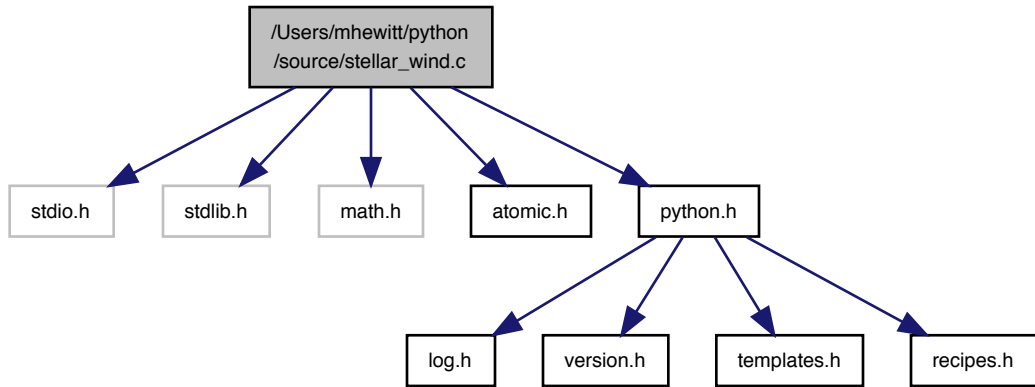 /Users/mhewitt/python
/source/stellar_wind.c
stdio.h
stdlib.h
math.h
atomic.h
python.h
log.h
version.h
templates.h
recipes.h